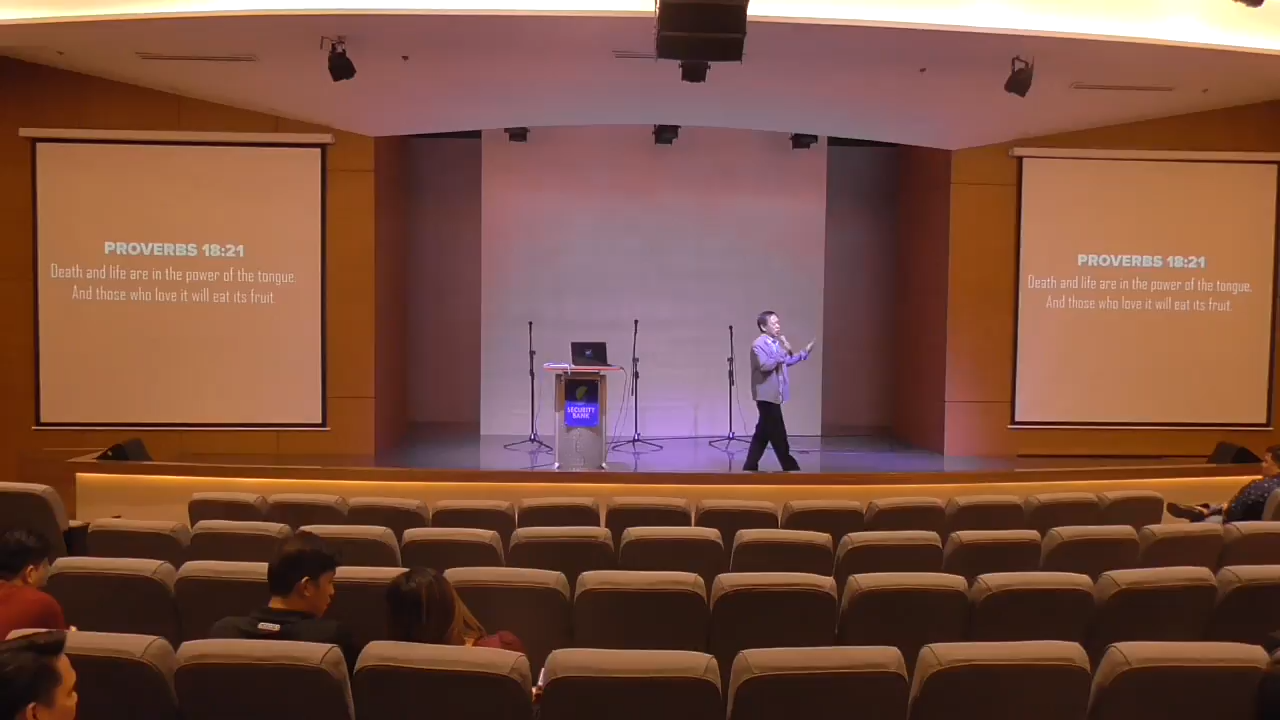 PROVERBS 18:21
Death and life are in the power of the tongue,
And those who love it will eat its fruit.
SECURITY
BANK
PROVERBS 18:21
Death and life are in the power of the tongue,
And those who love it will eat its fruit.